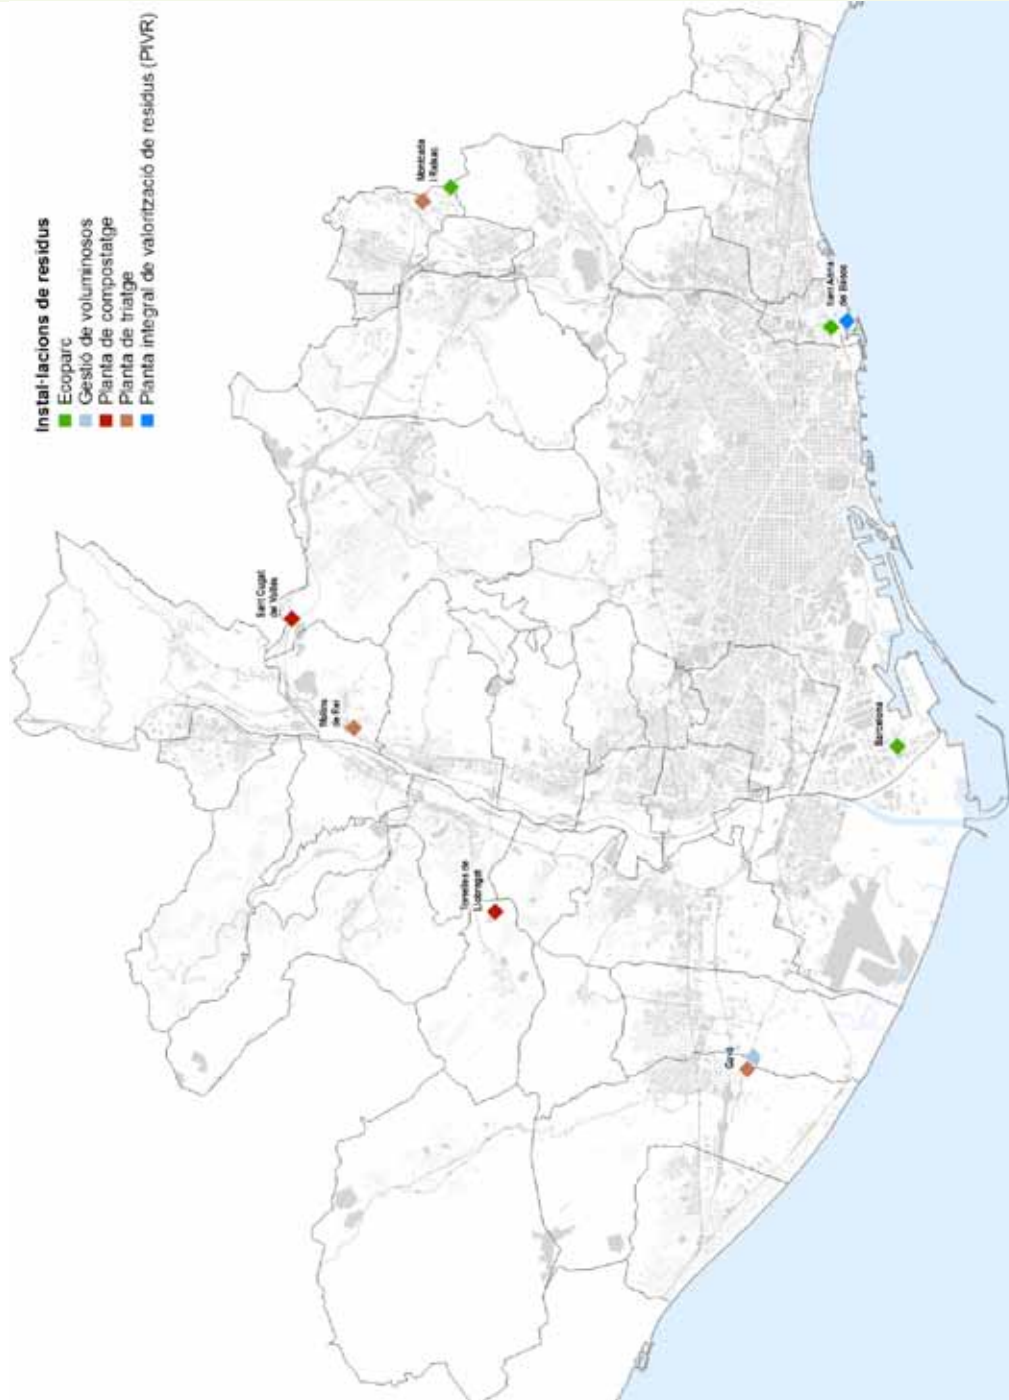 Instal·lacions de residus
Ecoparc
Gestió de voluminosos
Planta de compostatge
Planta de triatge
Planta integral de valorització de residus (PIVR)
Montcada
i Reixac
Sant Adrià
de Besòs
Sant Cugat
del Vallès
Molins
de Rei
Barcelona
Torrelles de
Llobregat
Gavà